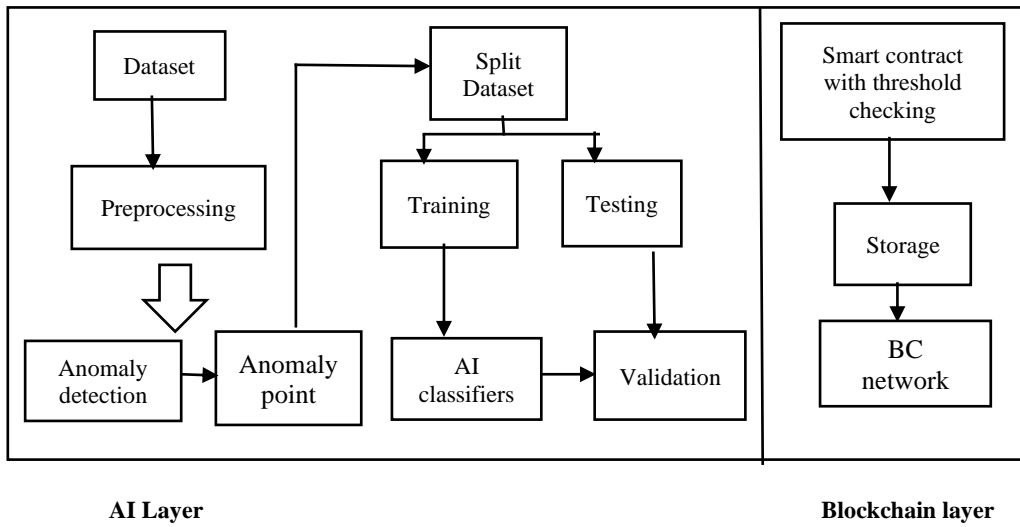 Dataset
Preprocessing
Anomaly
detection
Anomaly
point
Split
Dataset
Training
Testing
AI
classifiers
Validation
Smart contract
with threshold
checking
Storage
BC
network
AI Layer
Blockchain layer